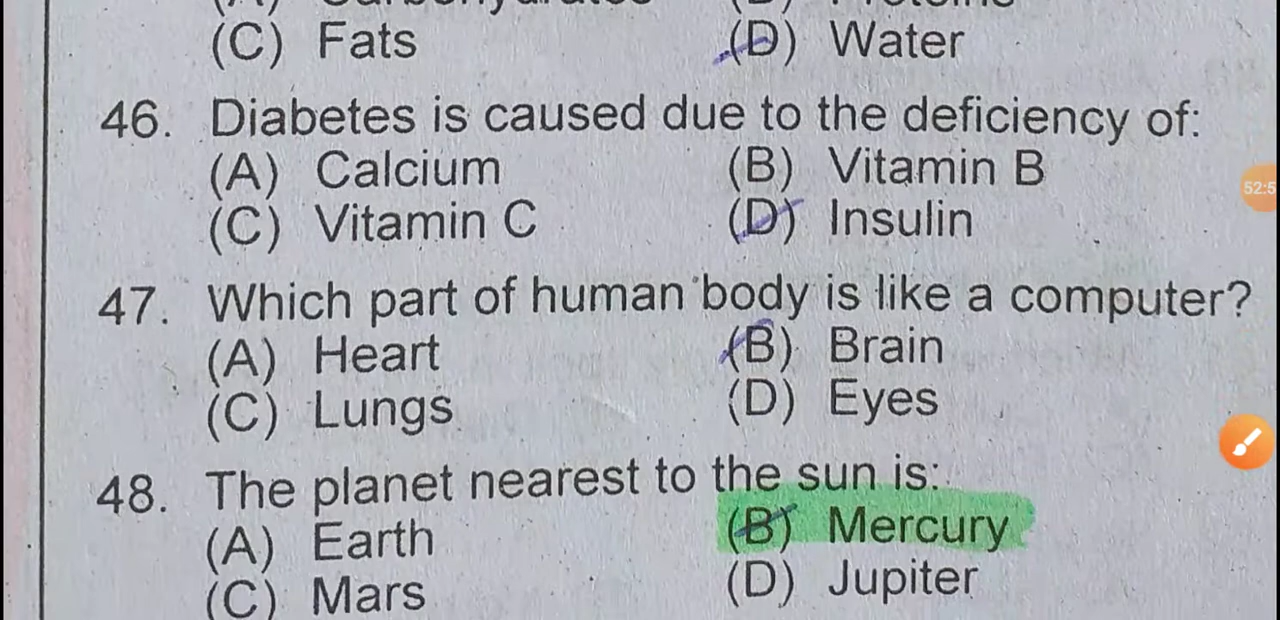 (C) Fats (D) Water
46. Diabetes is caused due to the deficiency of:
(A) Calcium (B) Vitamin B
(C) Vitamin C (D) Insulin
47. Which part of human body is like a computer?
(A) Heart (B) Brain
(C) Lungs (D) Eyes
48. The planet nearest to the sun is:
(A) Earth (B) Mercury
(C) Mars (D) Jupiter
52:5